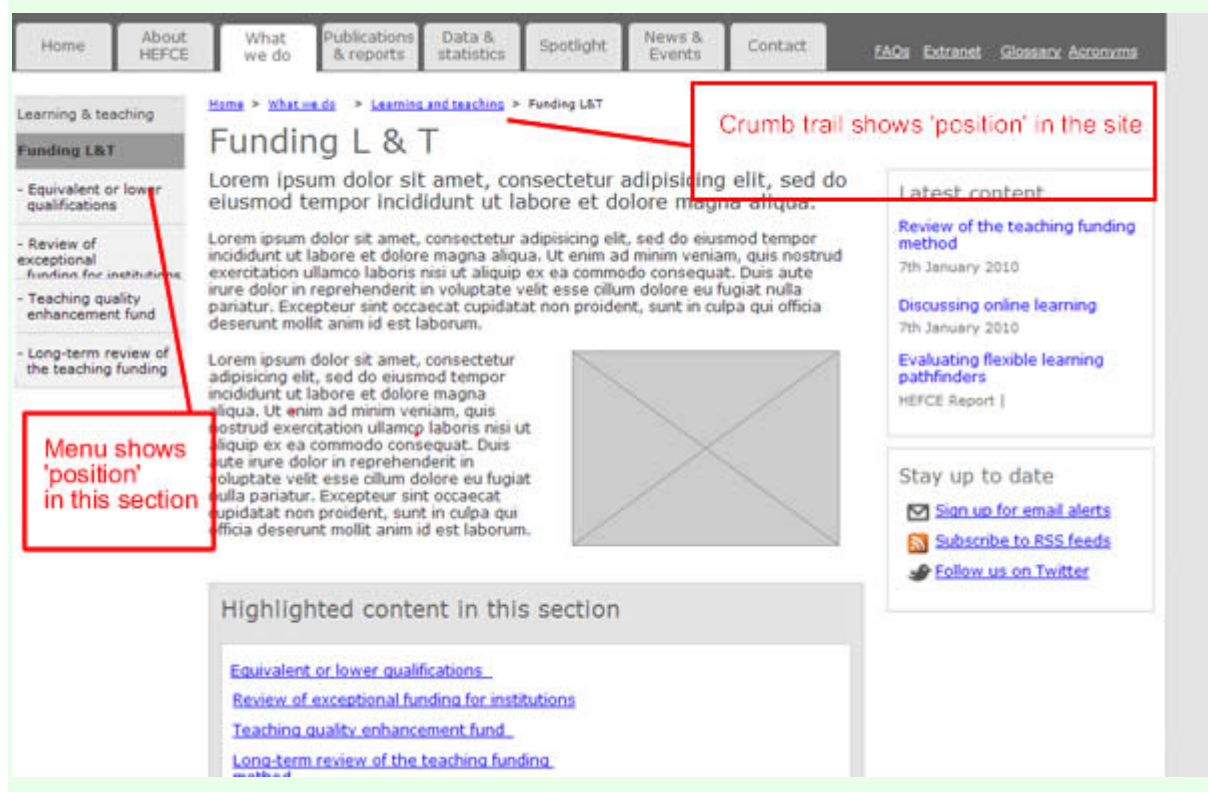 Home
About
HEFCE
What
we do
Publications
& reports
Data &
statistics
Spotlight
News &
Events
Contact
FAQs Extranet Glossary Acronyms
Learning & teaching
Funding L&T
- Equivalent or lower
qualifications
- Review of
exceptional
funding for institutions
- Teaching quality
enhancement fund
- Long-term review of
the teaching funding
Menu shows
'position'
in this section
Home > What we do > Learning and teaching > Funding L&T
Crumb trail shows 'position' in the site
Funding L & T
Lorem ipsum dolor sit amet, consectetur adipisicing elit, sed do
eiusmod tempor incididunt ut labore et dolore magna aliqua.
Lorem ipsum dolor sit amet, consectetur adipisicing elit, sed do eiusmod tempor
incididunt ut labore et dolore magna aliqua. Ut enim ad minim veniam, quis nostrud
exercitation ullamco laboris nisi ut aliquip ex ea commodo consequat. Duis aute
irure dolor in reprehenderit in voluptate velit esse cillum dolore eu fugiat nulla
pariatur. Excepteur sint occaecat cupidatat non proident, sunt in culpa qui officia
deserunt mollit anim id est laborum.
Lorem ipsum dolor sit amet, consectetur
adipisicing elit, sed do eiusmod tempor
incididunt ut labore et dolore magna
aliqua. Ut enim ad minim veniam, quis
nostrud exercitation ullamco laboris nisi ut
aliquip ex ea commodo consequat. Duis
aute irure dolor in reprehenderit in
voluptate velit esse cillum dolore eu fugiat
nulla pariatur. Excepteur sint occaecat
cupidatat non proident, sunt in culpa qui
officia deserunt mollit anim id est laborum.
Highlighted content in this section
Equivalent or lower qualifications
Review of exceptional funding for institutions
Teaching quality enhancement fund
Long-term review of the teaching funding
method
Latest content
Review of the teaching funding
method
7th January 2010
Discussing online learning
7th January 2010
Evaluating flexible learning
pathfinders
HEFCE Report |
Stay up to date
Sign up for email alerts
Subscribe to RSS feeds
Follow us on Twitter